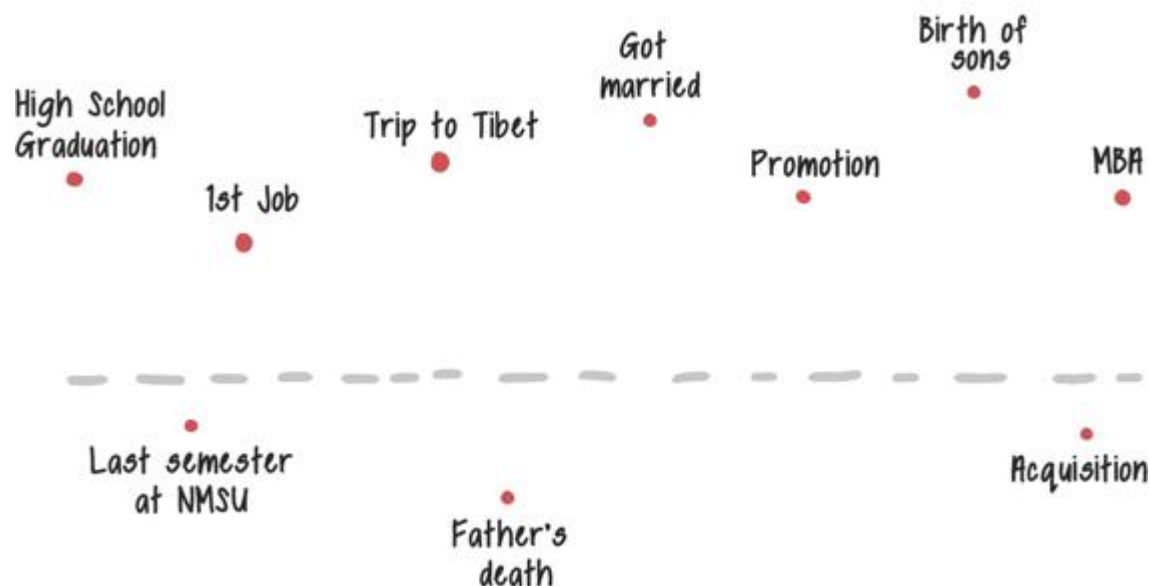 High School
Graduation
1st Job
Trip to Tibet
Got
married
Promotion
Birth of
sons
MBA
Last semester
at NMSU
Father's
death
Acquisition